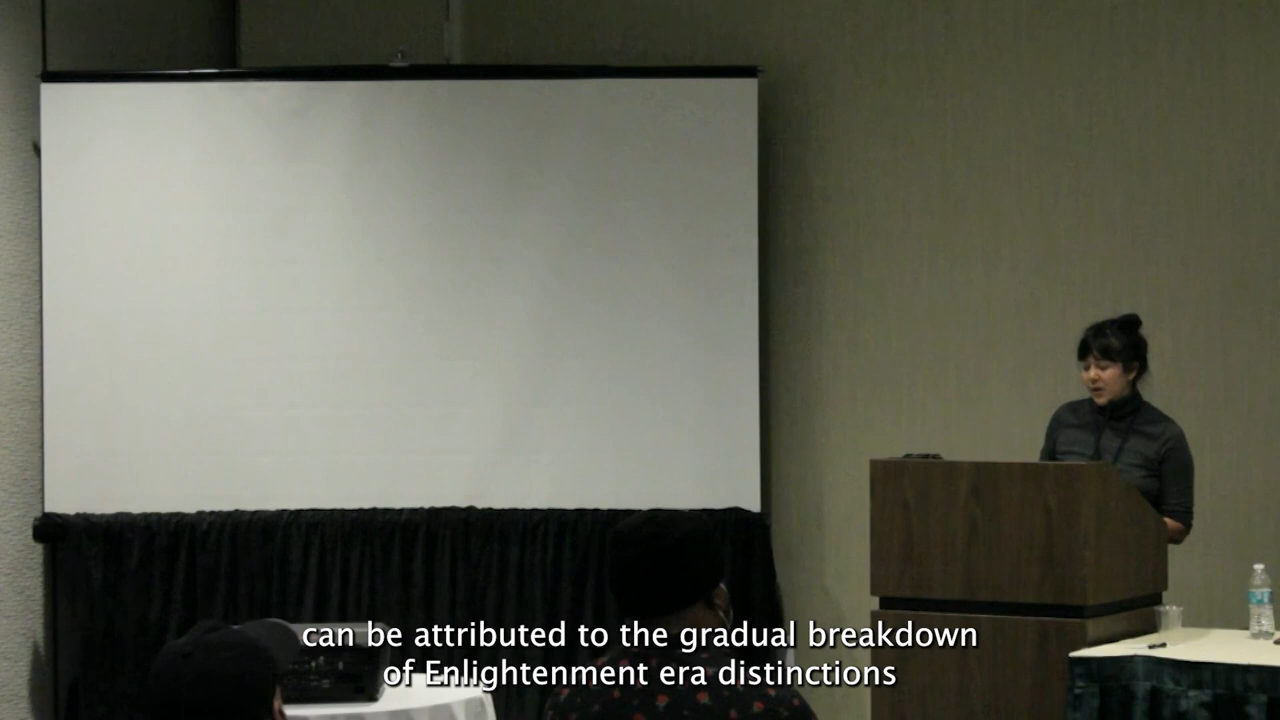 can be attributed to the gradual breakdown
of Enlightenment era distinctions